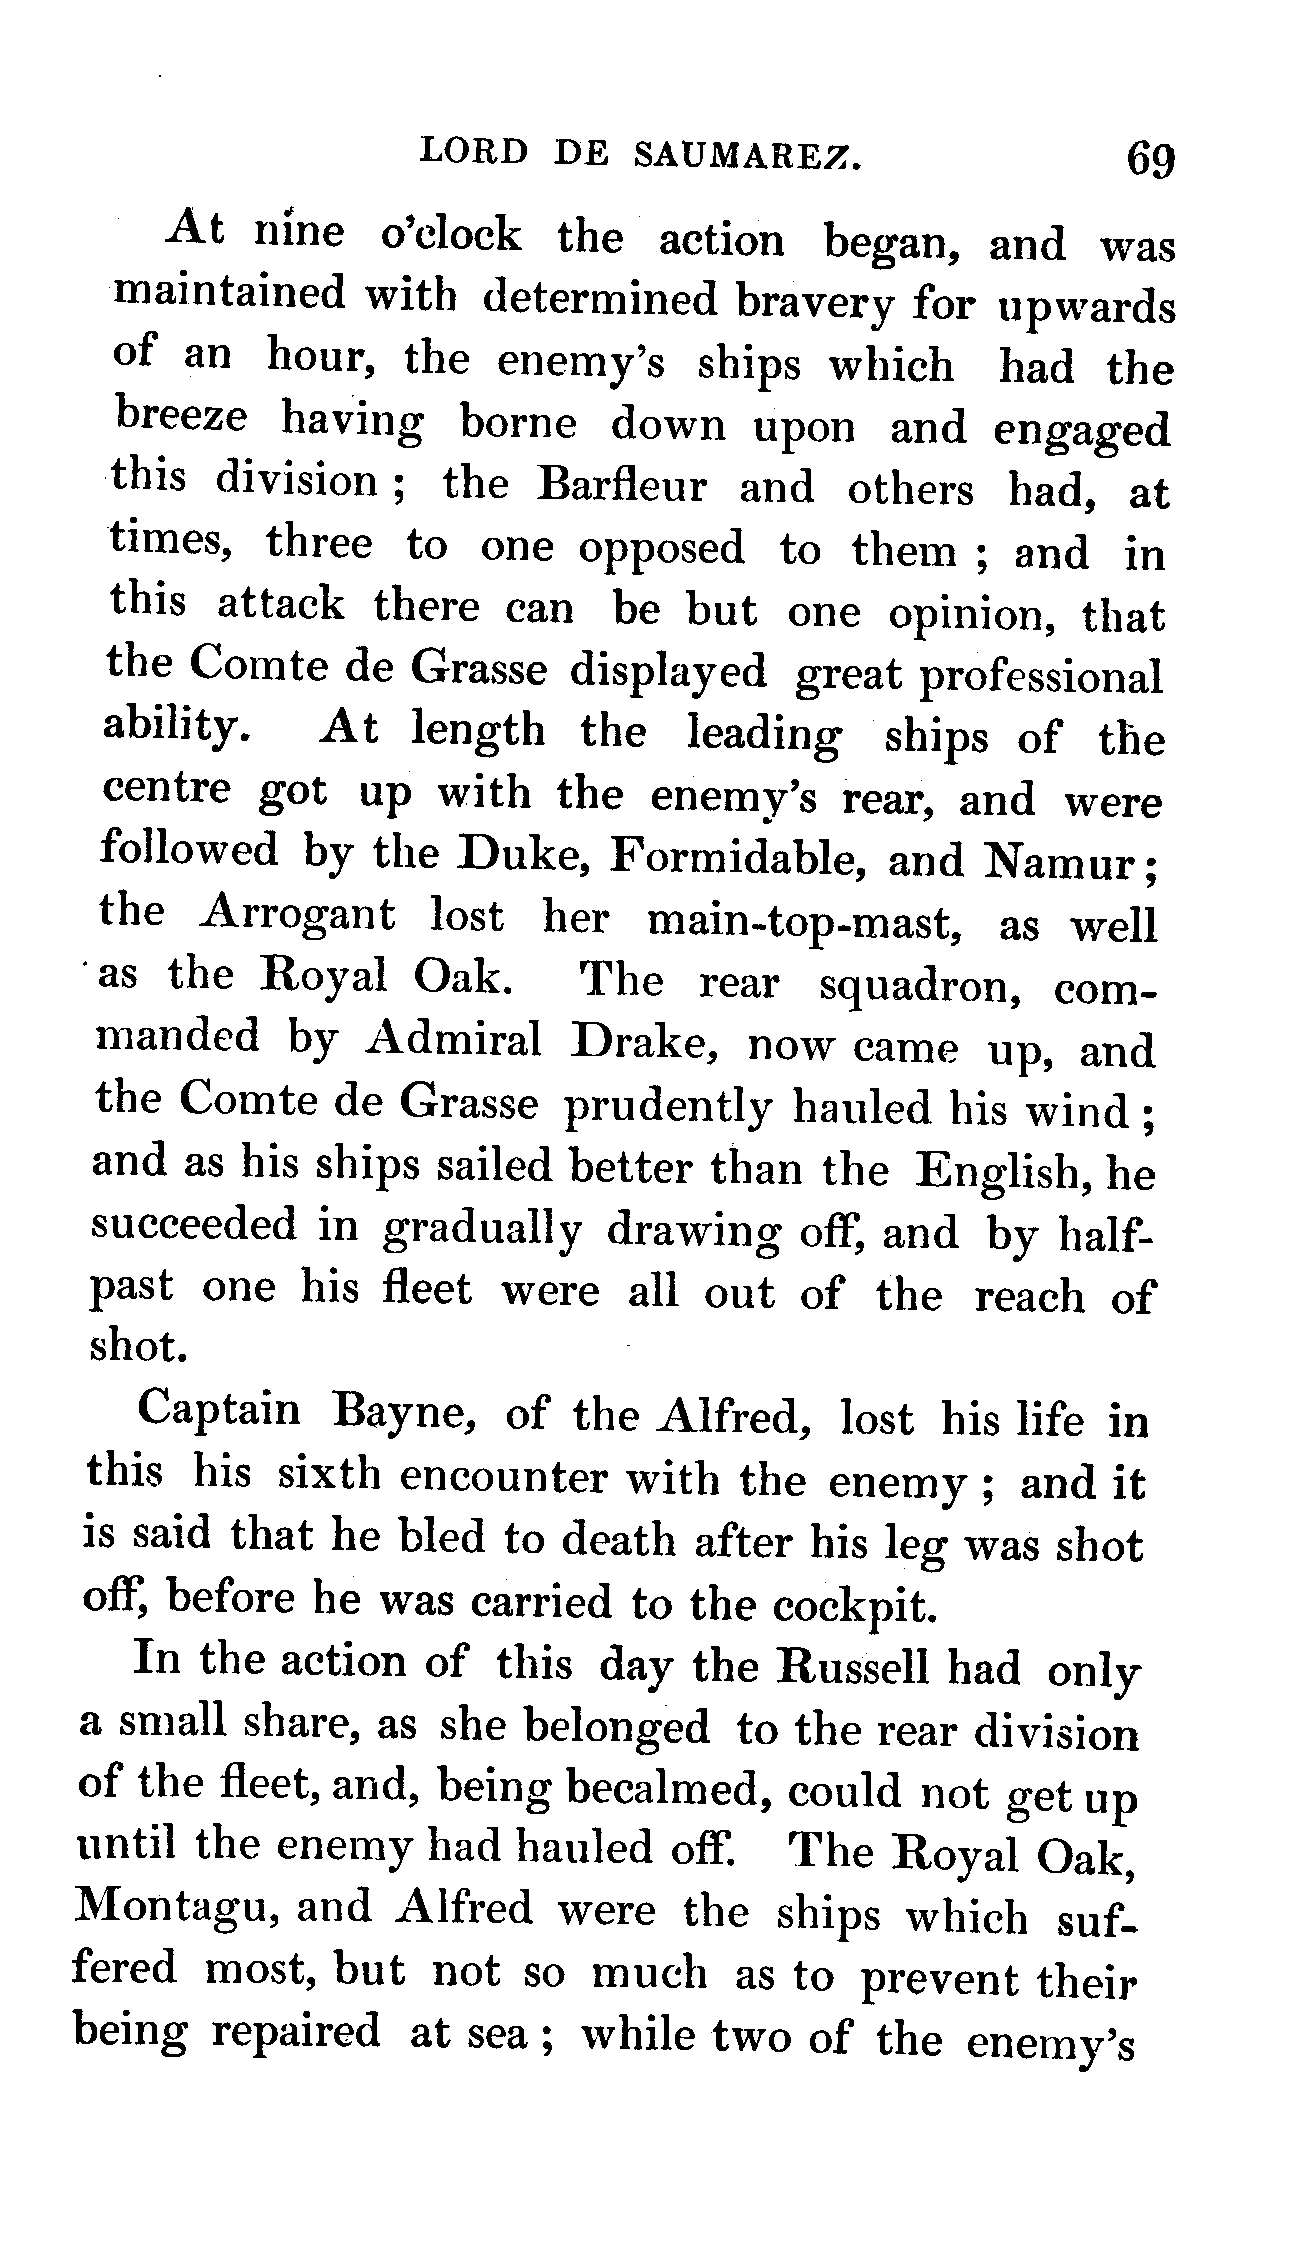 LORD DE SAUMAREZ. 69
At nine o'clock the action began, and was
maintained with determined bravery for upwards
of an hour, the enemy's ships which had the
breeze having borne down upon and engaged
this division ; the Barfleur and others had, at
times, three to one opposed to them ; and in
this attack there can be but one opinion, that
the Comte de Grasse displayed great professional
ability. At length the leading ships of the
centre got up with the enemy's rear, and were
followed by the Duke, Formidable, and Namur ;
the Arrogant lost her main-top-mast, as well
as the Royal Oak. The rear squadron, com-
manded by Admiral Drake, now came up, and
the Comte de Grasse prudently hauled his wind ;
and as his ships sailed better than the English, he
succeeded in gradually drawing off, and by half-
past one his fleet were all out of the reach of
shot.
Captain Bayne, of the Alfred, lost his life in
this his sixth encounter with the enemy ; and it
is said that he bled to death after his leg was shot
off, before he was carried to the cockpit.
In the action of this day the Russell had only
a small share, as she belonged to the rear division
of the fleet, and, being becalmed, could not get up
until the enemy had hauled off. The Royal Oak,
Montagu, and Alfred were the ships which suf-
fered most, but not so much as to prevent their
being repaired at sea ; while two of the enemy's